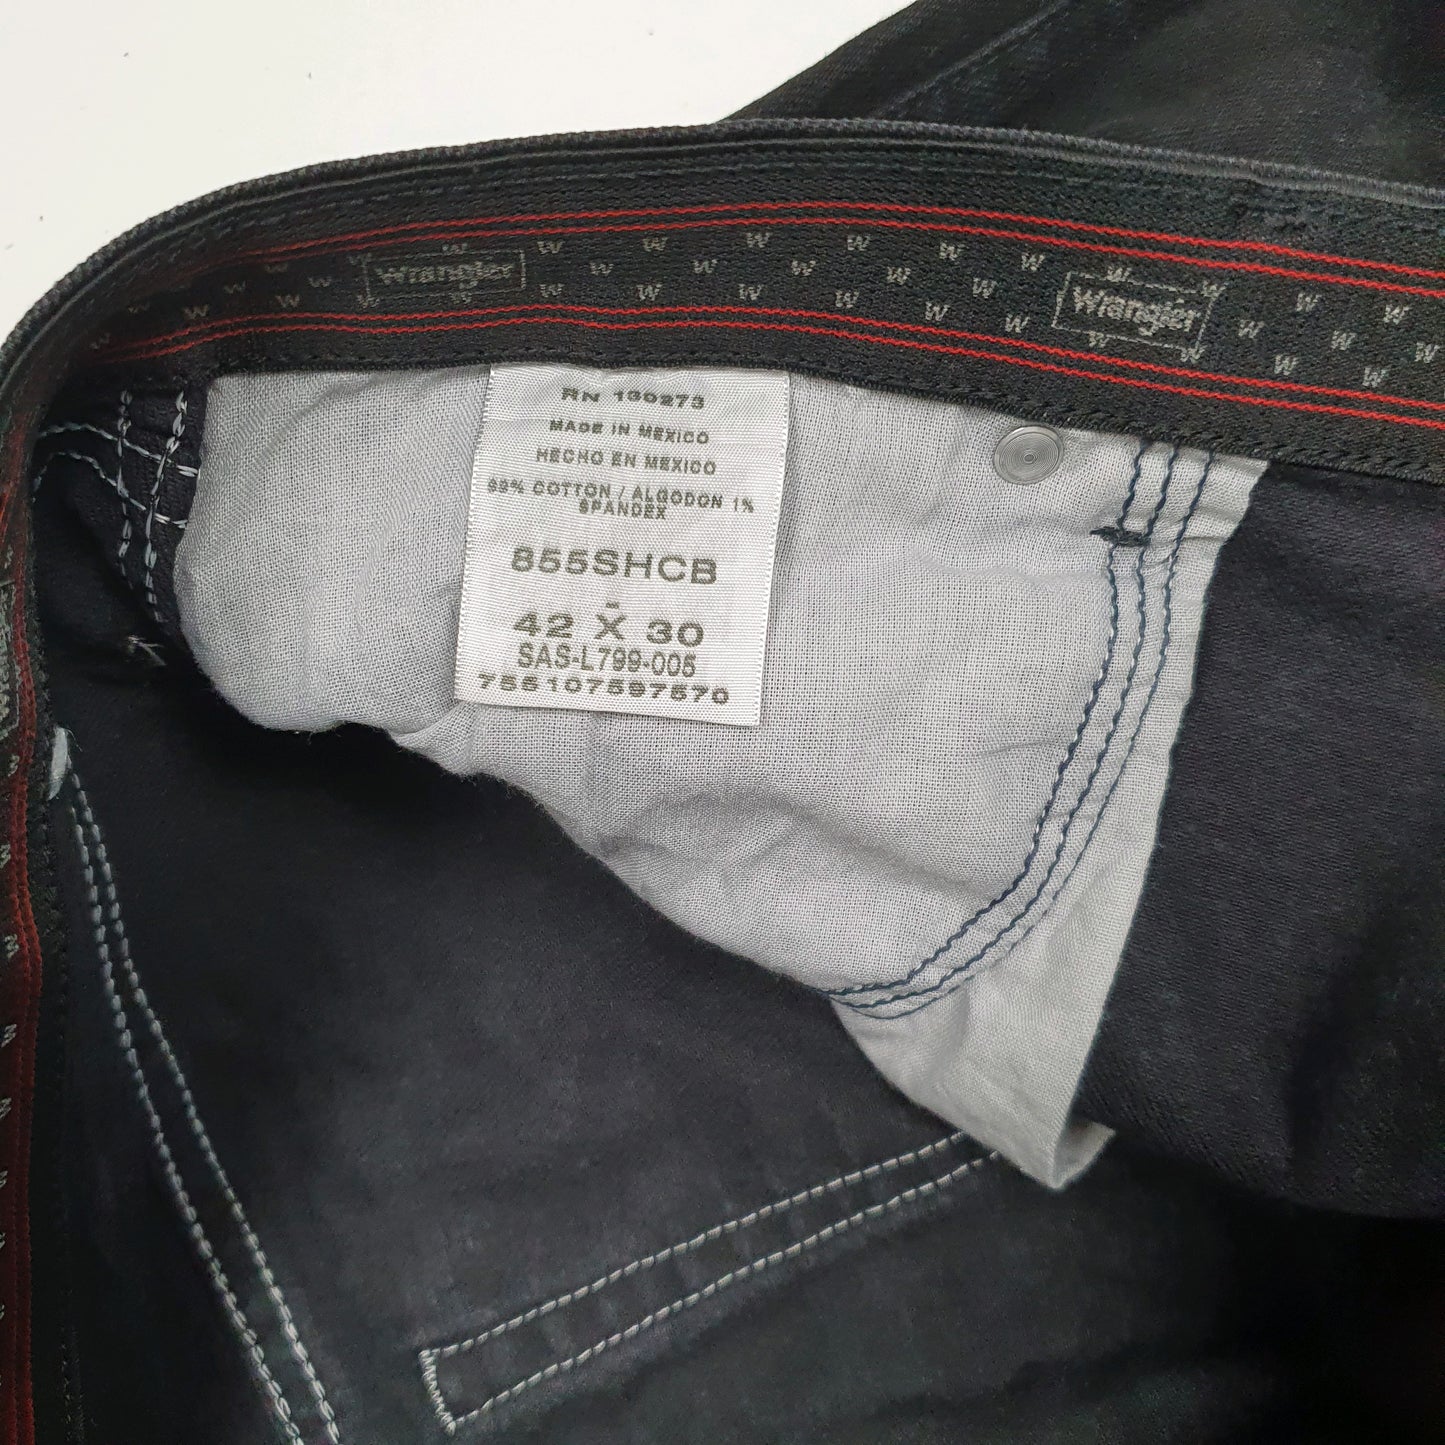 Wrangler
Wrangler
RN 130273
MADE IN MEXICO
HECHO EN MEXICO
99% COTTON / ALGODON 1%
SPANDEX
855SHCB
42 X 30
SAS-L799-005